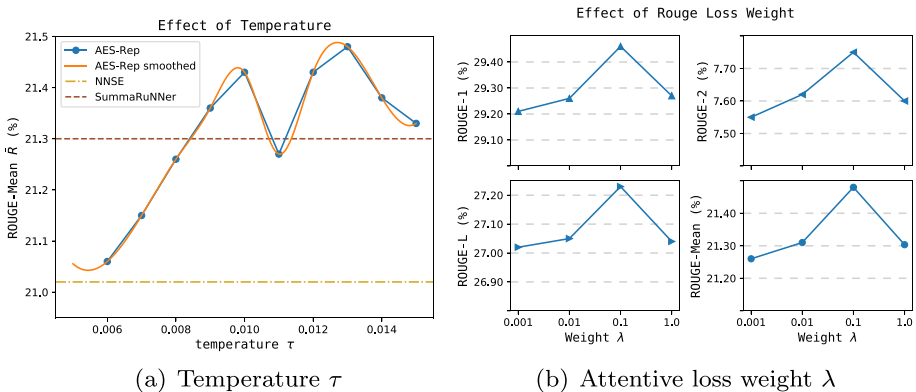 Effect of Temperature
21.5
21.4
21.3
21.2
21.1
21.0
ROUGE-Mean R̄ (%)
AES-Rep
AES-Rep smoothed
NNSE
SummaRuNNer
0.006
0.008
0.010
0.012
0.014
temperature τ
(a) Temperature τ
Effect of Rouge Loss Weight
ROUGE-1 (%)
29.40
29.30
29.20
29.10
ROUGE-2 (%)
7.70
7.60
7.50
ROUGE-L (%)
27.20
27.10
27.00
26.90
0.001
0.01
0.1
1.0
Weight λ
ROUGE-Mean (%)
21.40
21.30
21.20
0.001
0.01
0.1
1.0
Weight λ
(b) Attentive loss weight λ